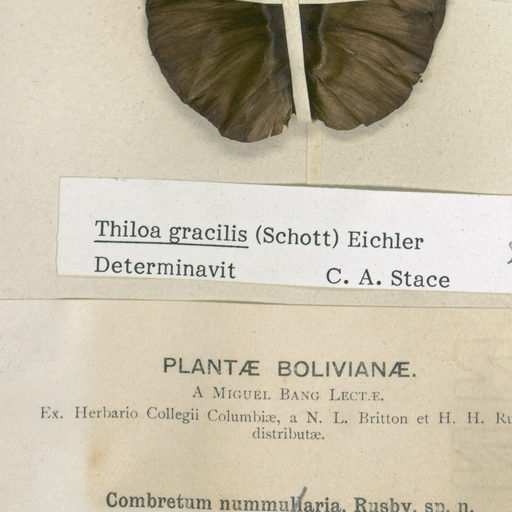 Thiloa gracilis (Schott) Eichler
Determinavit C. A. Stace
PLANTÆ BOLIVIANÆ.
A MIGUEL BANG LECTÆ.
Ex. Herbario Collegii Columbiæ, a N. L. Britton et H. H. Ru
distributæ.
Combretum nummularia, Rusby, sp. n.